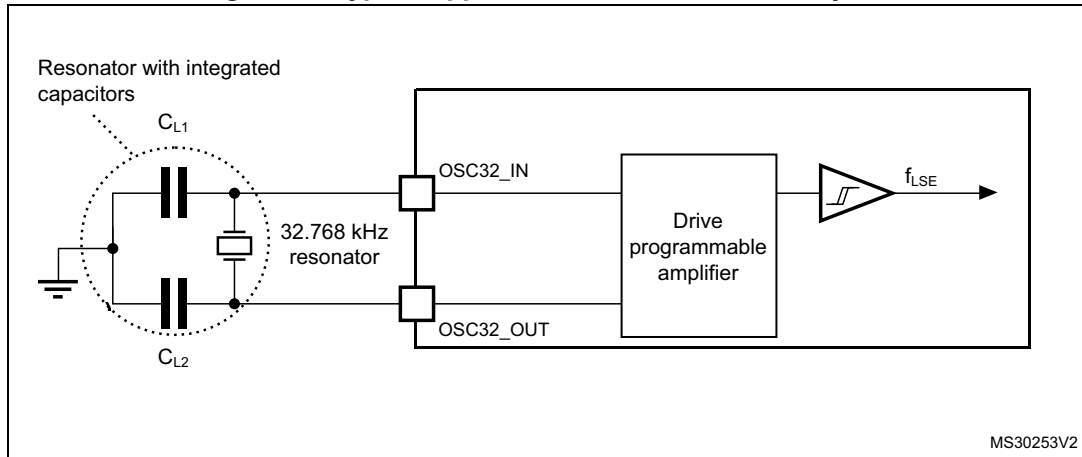 Resonator with integrated
capacitors
CL1
OSC32_IN
fLSE
32.768 kHz
resonator
Drive
programmable
amplifier
OSC32_OUT
CL2
MS30253V2